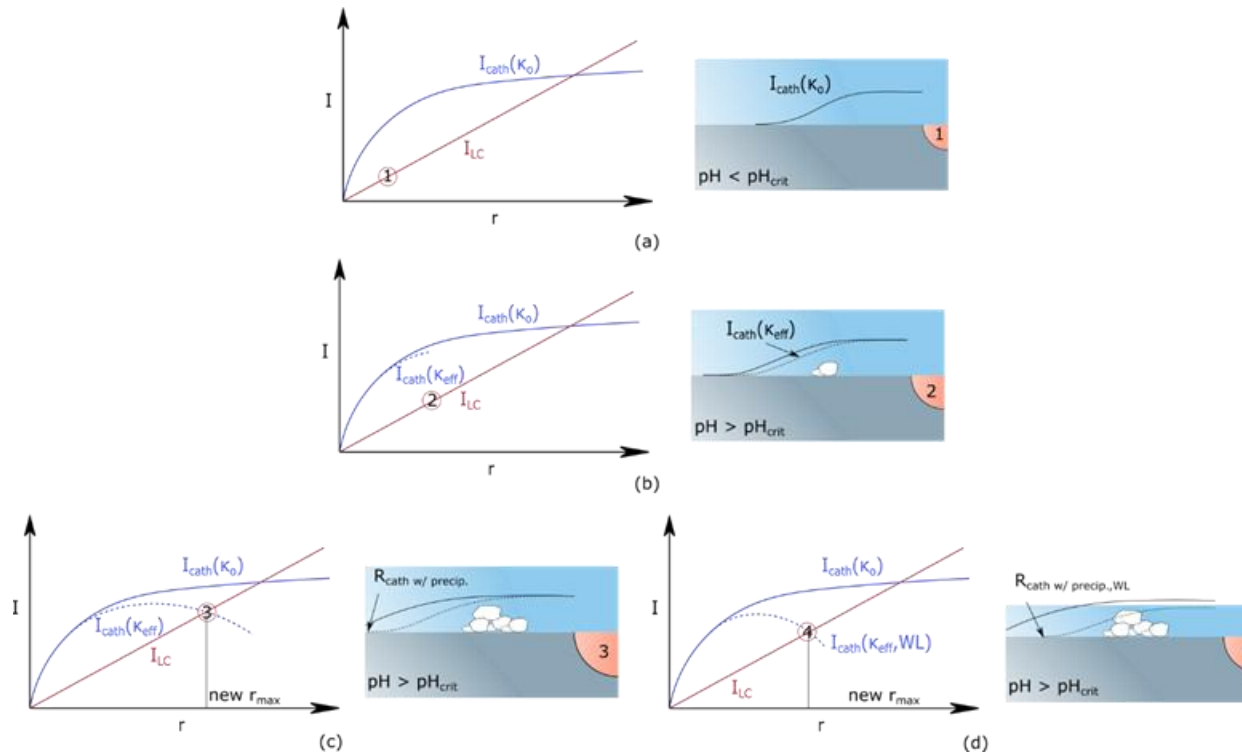 I_cath(κ_o)
I
I_LC
1
r
I_cath(κ_o)
1
pH < pH_crit
(a)
I_cath(κ_o)
I
I_cath(κ_eff)
2
I_LC
r
I_cath(κ_eff)
2
pH > pH_crit
(b)
I_cath(κ_o)
I
3
I_cath(κ_eff)
I_LC
new r_max
r
R_cath w/ precip.
3
pH > pH_crit
(c)
I_cath(κ_o)
I
4
I_cath(κ_eff,WL)
I_LC
new r_max
r
R_cath w/ precip.,WL
pH > pH_crit
(d)